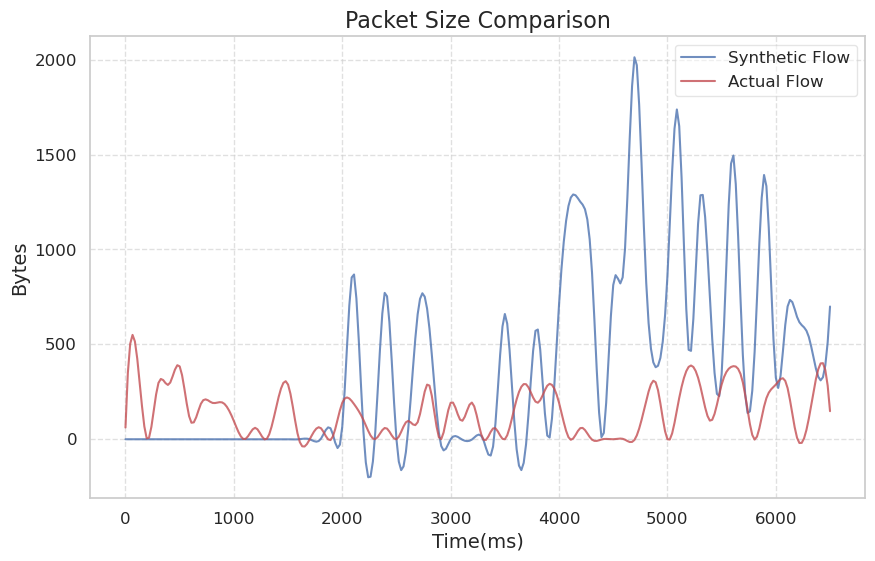 Packet Size Comparison
Synthetic Flow
Actual Flow
Bytes
2000
1500
1000
500
0
0 1000 2000 3000 4000 5000 6000
Time(ms)